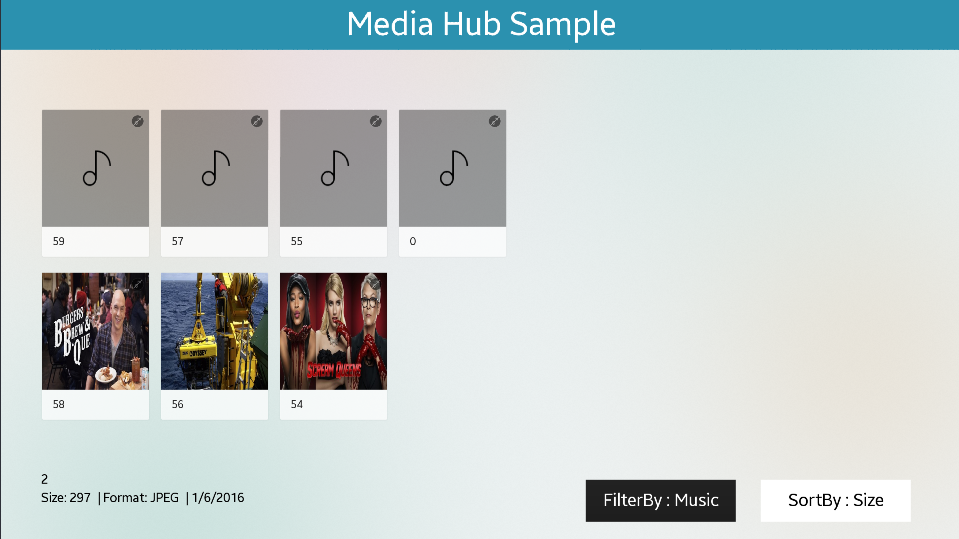 Media Hub Sample
59
57
55
0
BURGERS
BREW &
'QUE
ODYSSEY
SCREAM QUEENS
58
56
54
2
Size: 297 | Format: JPEG | 1/6/2016
FilterBy : Music
SortBy : Size